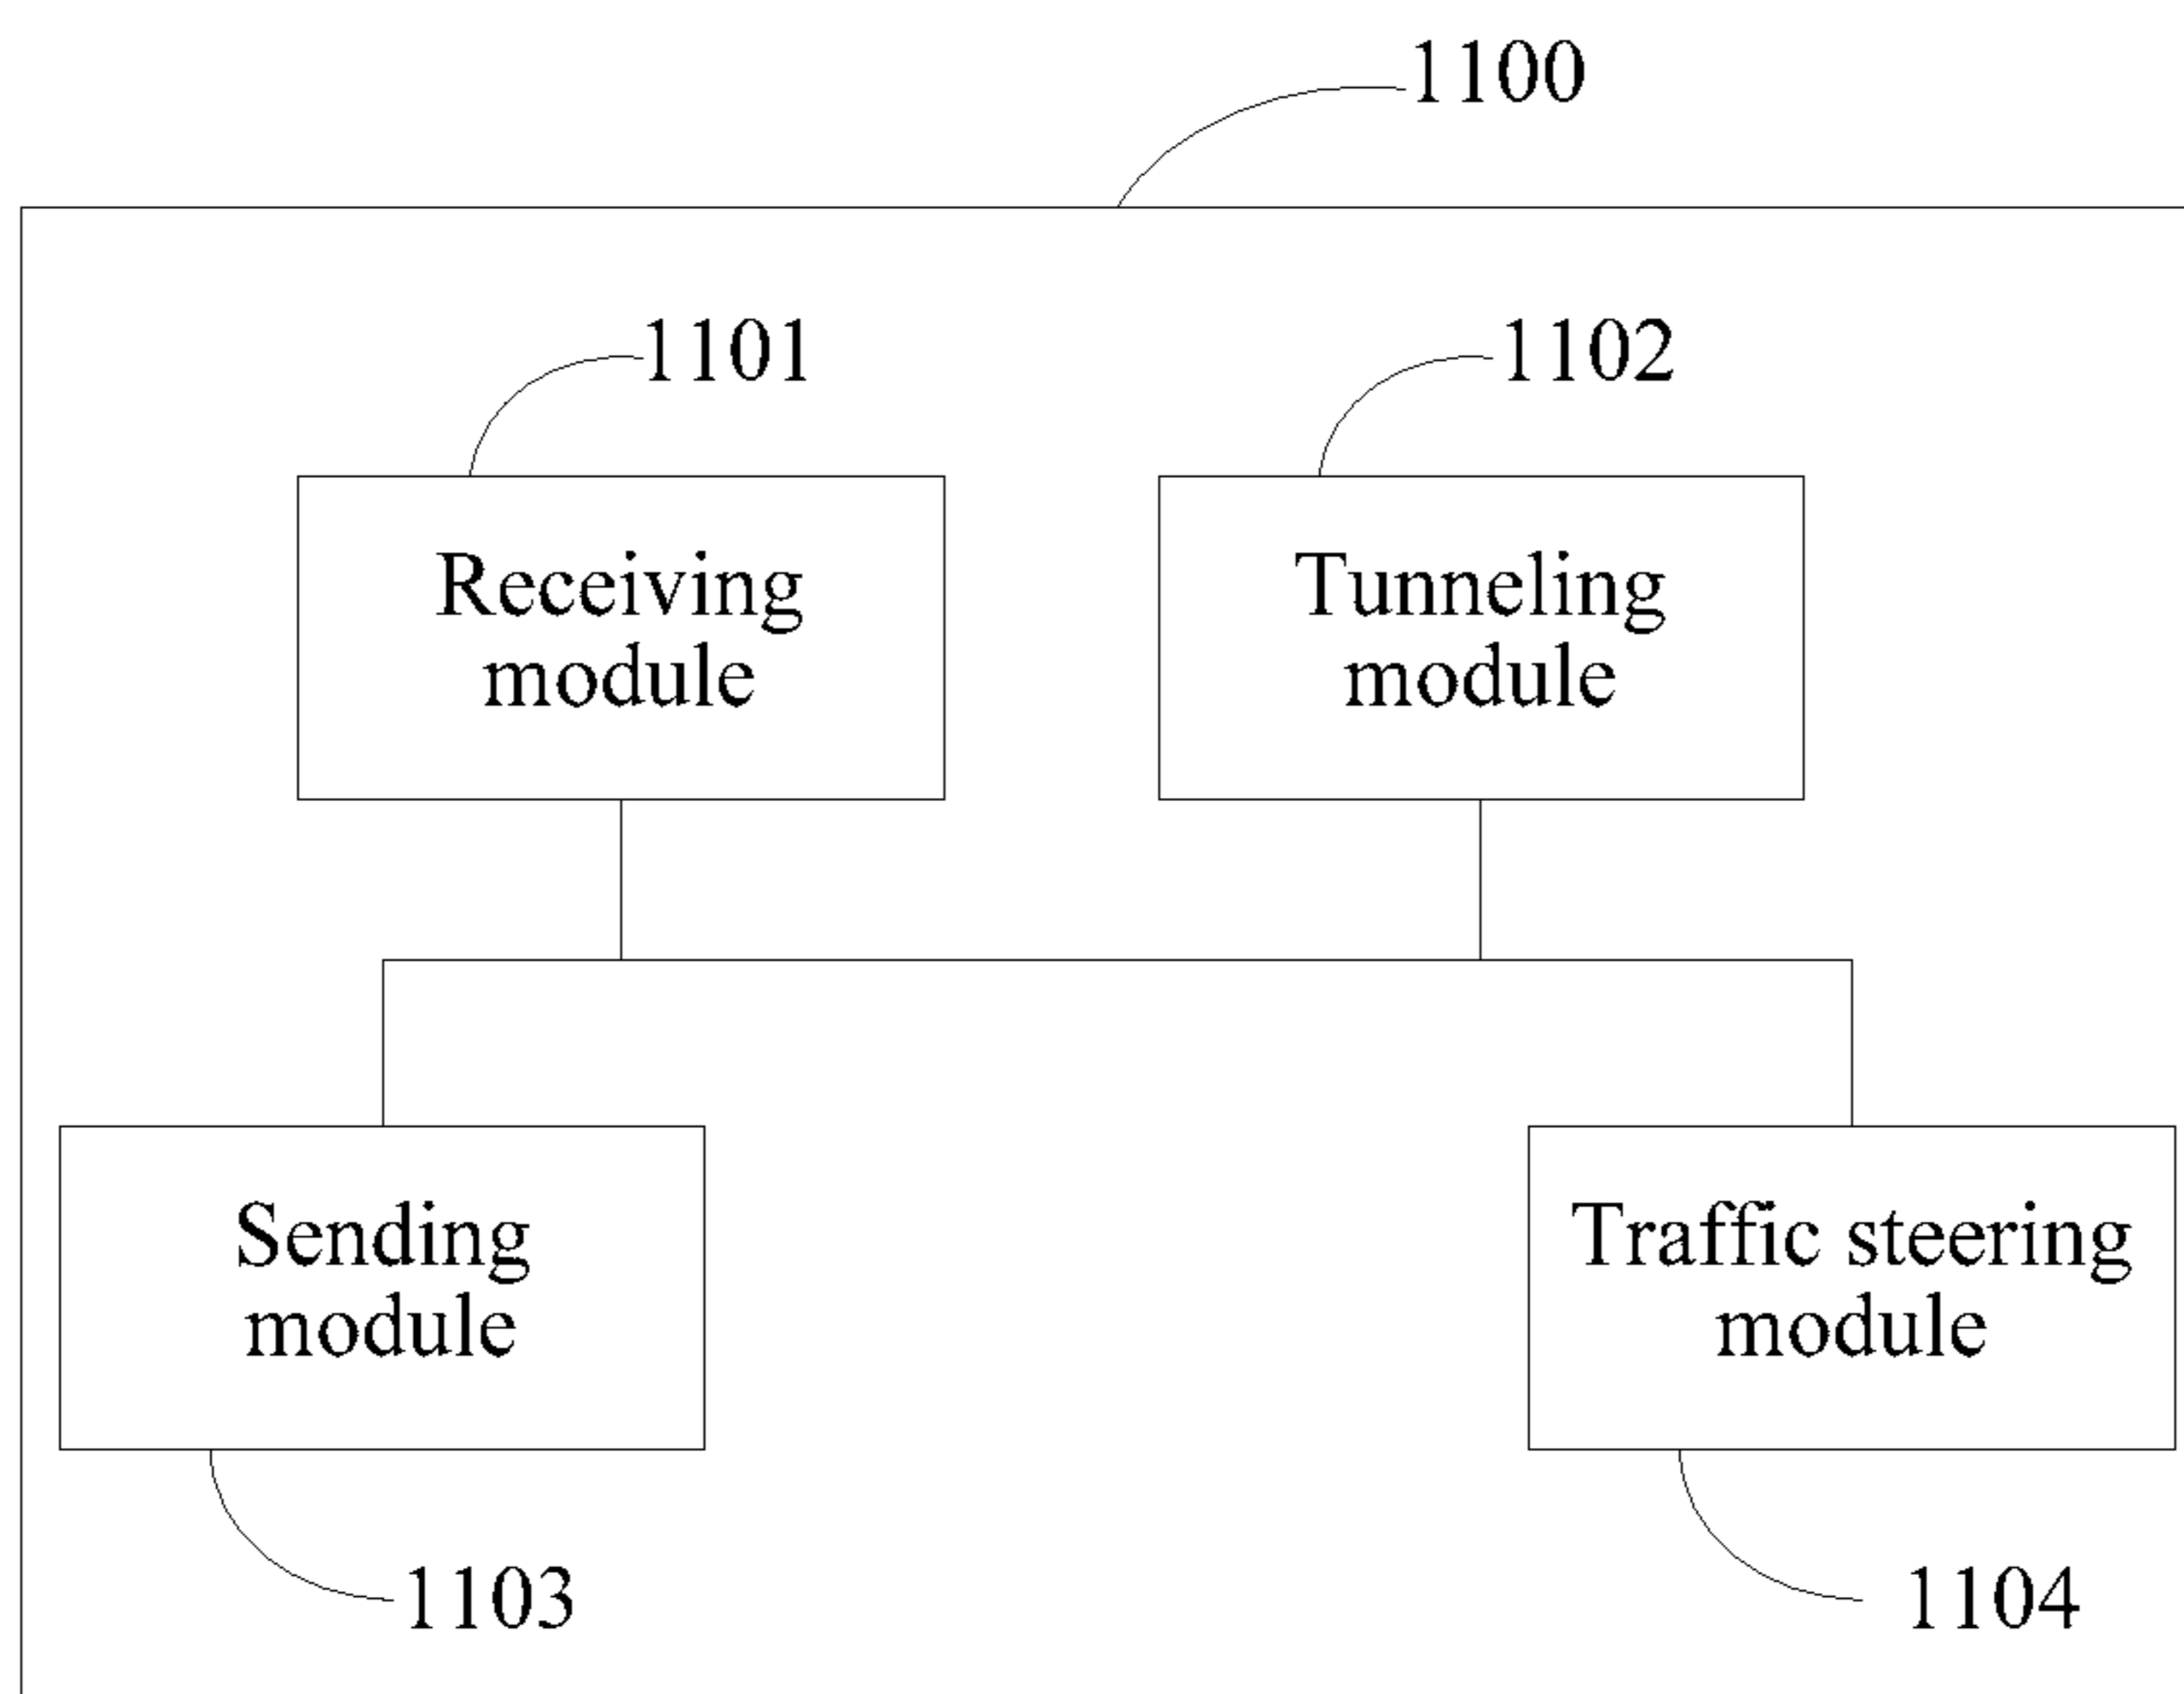 1100
1101
1102
Receiving
module
Tunneling
module
Sending
module
Traffic steering
module
1103
1104